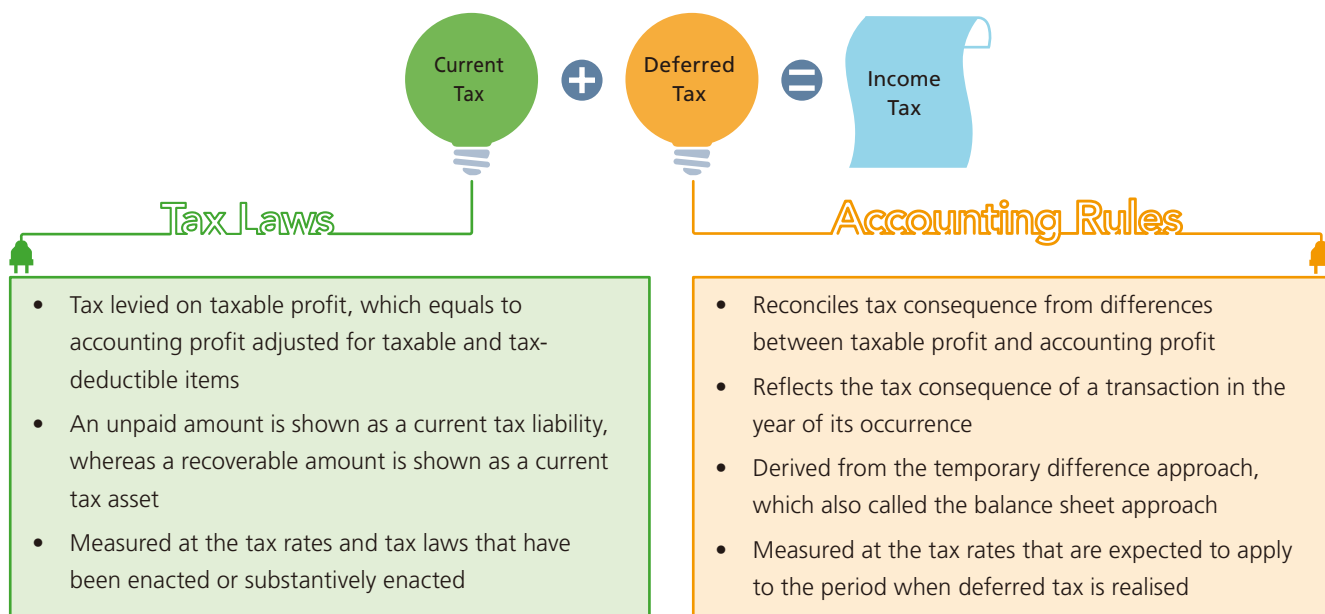 Current
Tax
+
Deferred
Tax
=
Income
Tax
Tax Laws
Accounting Rules
• Tax levied on taxable profit, which equals to
accounting profit adjusted for taxable and tax-
deductible items
• An unpaid amount is shown as a current tax liability,
whereas a recoverable amount is shown as a current
tax asset
• Measured at the tax rates and tax laws that have
been enacted or substantively enacted
• Reconciles tax consequence from differences
between taxable profit and accounting profit
• Reflects the tax consequence of a transaction in the
year of its occurrence
• Derived from the temporary difference approach,
which also called the balance sheet approach
• Measured at the tax rates that are expected to apply
to the period when deferred tax is realised